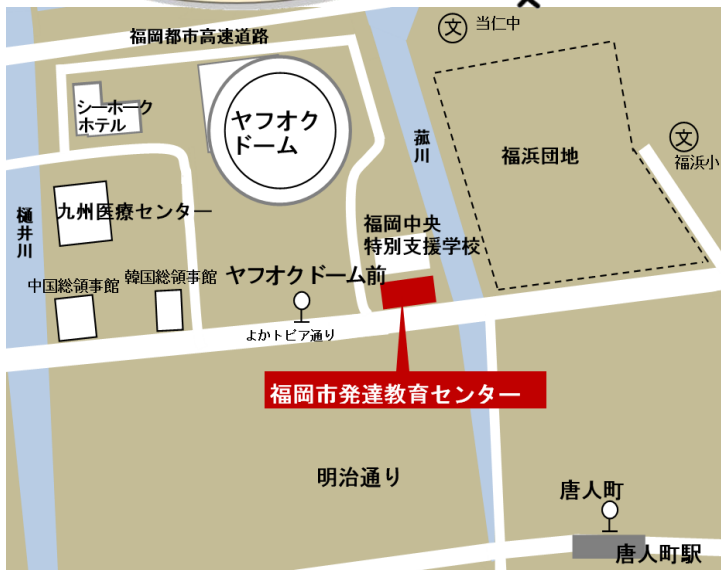 文 当仁中
福岡都市高速道路
シーホーク
ホテル
ヤフオク
ドーム
菰川
福浜団地
文
福浜小
九州医療センター
樋井川
福岡中央
特別支援学校
中国総領事館
韓国総領事館
ヤフオクドーム前
よかトピア通り
福岡市発達教育センター
明治通り
唐人町
唐人町駅